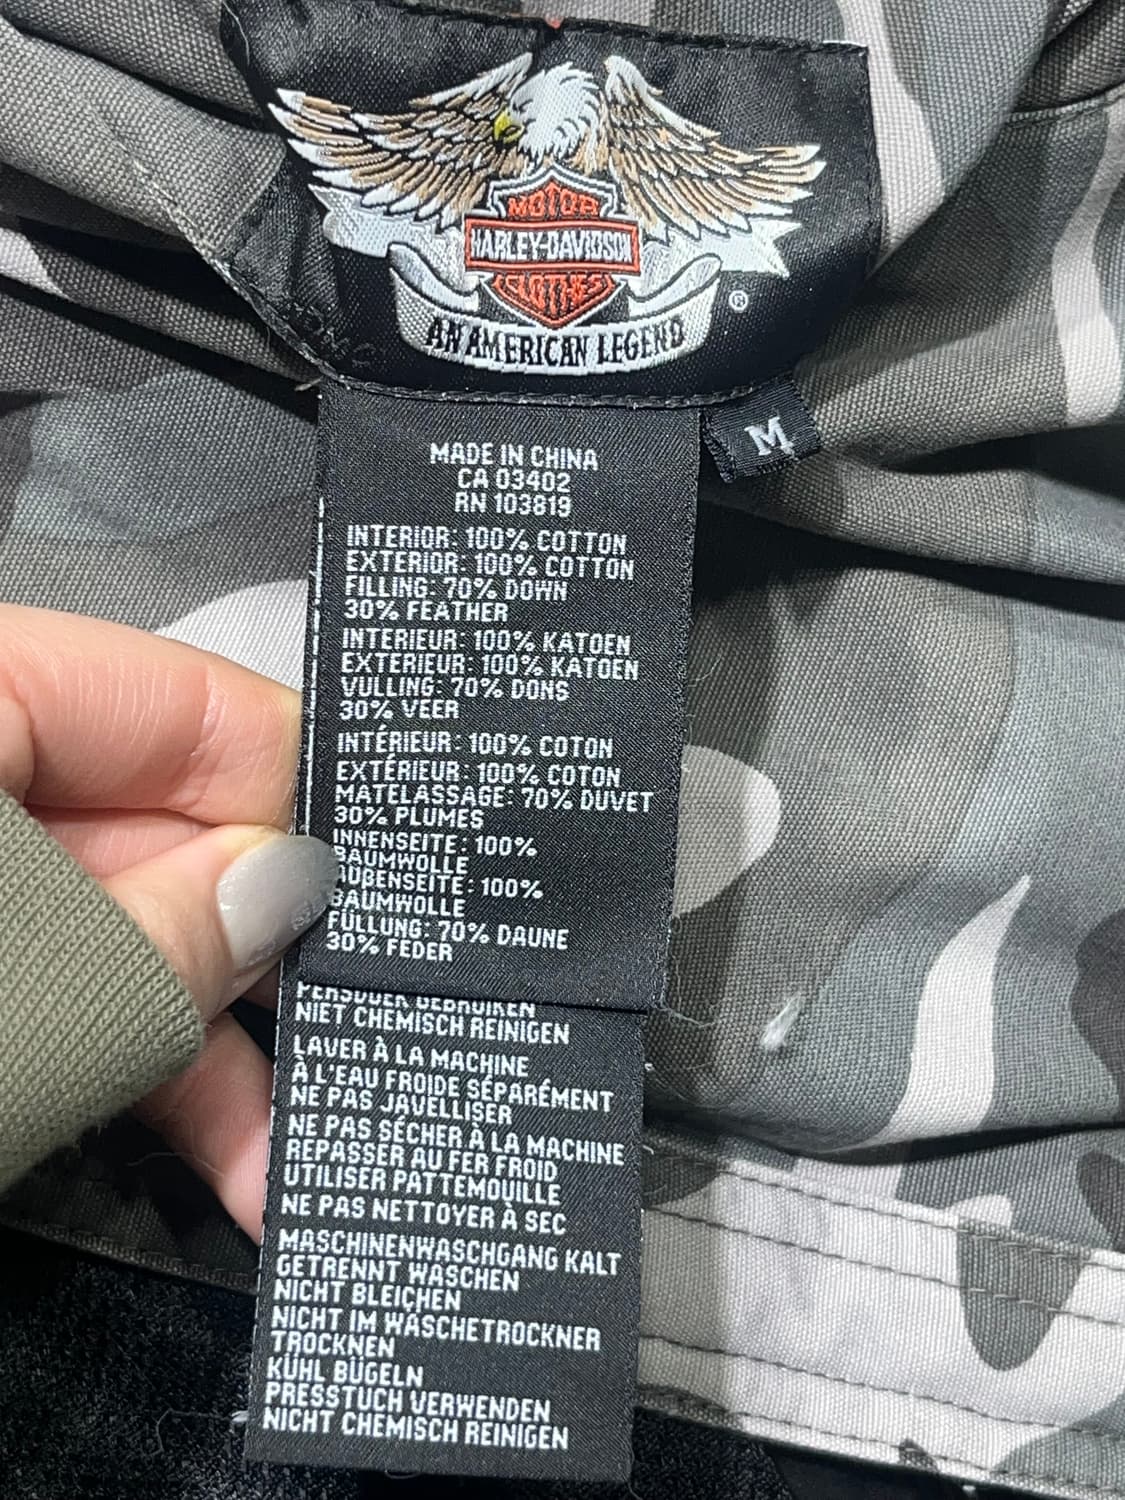 MOTOR
HARLEY-DAVIDSON
CLOTHES
AN AMERICAN LEGEND
®
M
MADE IN CHINA
CA 03402
RN 103819
INTERIOR: 100% COTTON
EXTERIOR: 100% COTTON
FILLING: 70% DOWN
30% FEATHER
INTERIEUR: 100% KATOEN
EXTERIEUR: 100% KATOEN
VULLING: 70% DONS
30% VEER
INTÉRIEUR: 100% COTON
EXTÉRIEUR: 100% COTON
MATELASSAGE: 70% DUVET
30% PLUMES
INNENSEITE: 100%
BAUMWOLLE
AUßENSEITE: 100%
BAUMWOLLE
FÜLLUNG: 70% DAUNE
30% FEDER
PERSDOEK GEBRUIKEN
NIET CHEMISCH REINIGEN
LAVER À LA MACHINE
À L'EAU FROIDE SÉPARÉMENT
NE PAS JAVELLISER
NE PAS SÉCHER À LA MACHINE
REPASSER AU FER FROID
UTILISER PATTEMOUILLE
NE PAS NETTOYER À SEC
MASCHINENWASCHGANG KALT
GETRENNT WASCHEN
NICHT BLEICHEN
NICHT IM WÄSCHETROCKNER
TROCKNEN
KÜHL BÜGELN
PRESSTUCH VERWENDEN
NICHT CHEMISCH REINIGEN